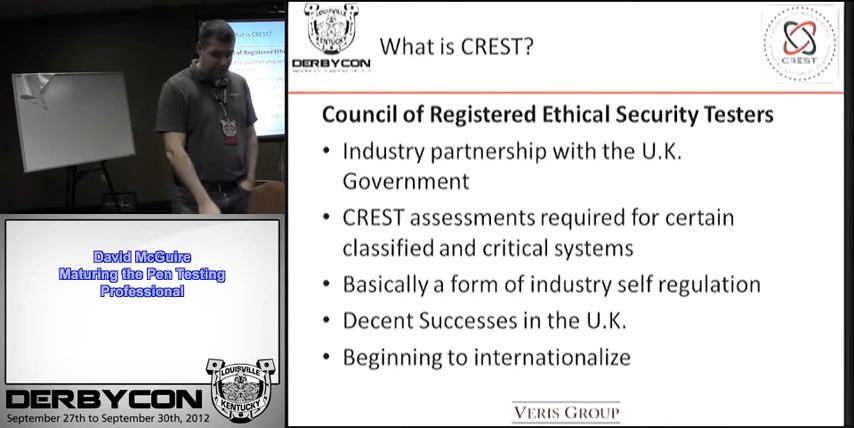 What is CREST?
LOUISVILLE
KENTUCKY
DERBYCON
CREST
Council of Registered Ethical Security Testers
• Industry partnership with the U.K.
Government
• CREST assessments required for certain
classified and critical systems
• Basically a form of industry self regulation
• Decent Successes in the U.K.
• Beginning to internationalize
VERIS GROUP
David McGuire
Maturing the Pen Testing
Professional
LOUISVILLE
KENTUCKY
DERBYCON
September 27th to September 30th, 2012